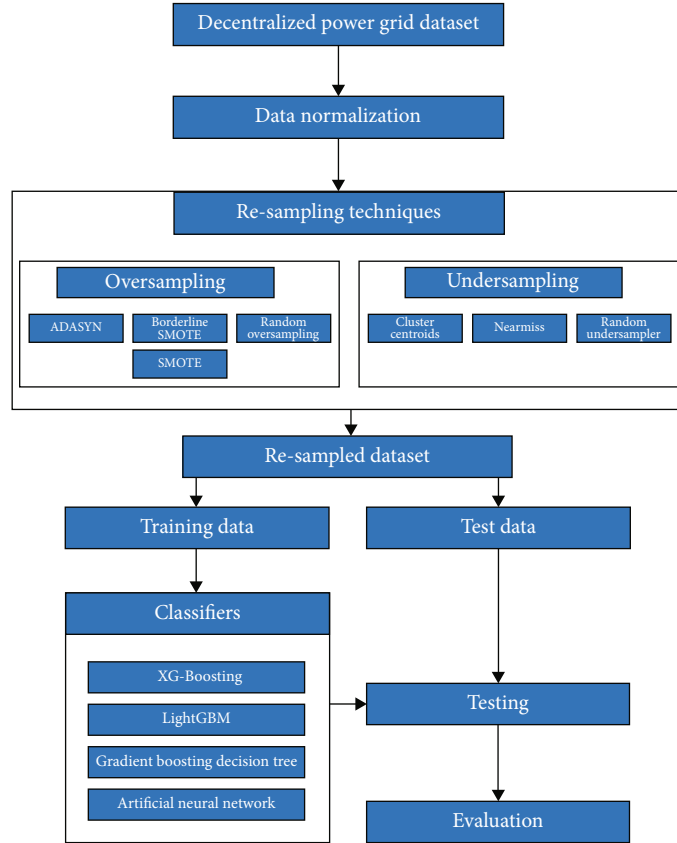 Decentralized power grid dataset
Data normalization
Re-sampling techniques
Oversampling
ADASYN
Borderline
SMOTE
Random
oversampling
SMOTE
Undersampling
Cluster
centroids
Nearmiss
Random
undersampler
Re-sampled dataset
Training data
Test data
Classifiers
XG-Boosting
LightGBM
Gradient boosting decision tree
Artificial neural network
Testing
Evaluation